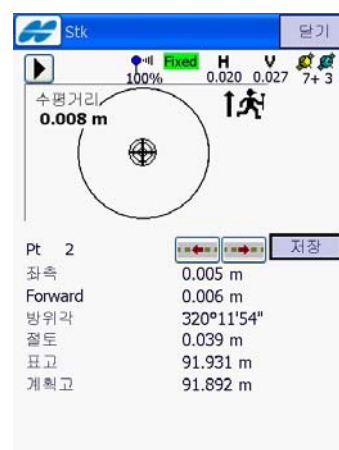 Stk 닫기
Fixed H V
100% 0.020 0.027 7+ 3
수평거리
0.008 m
Pt 2 저장
좌측 0.005 m
Forward 0.006 m
방위각 320°11'54"
절토 0.039 m
표고 91.931 m
계획고 91.892 m